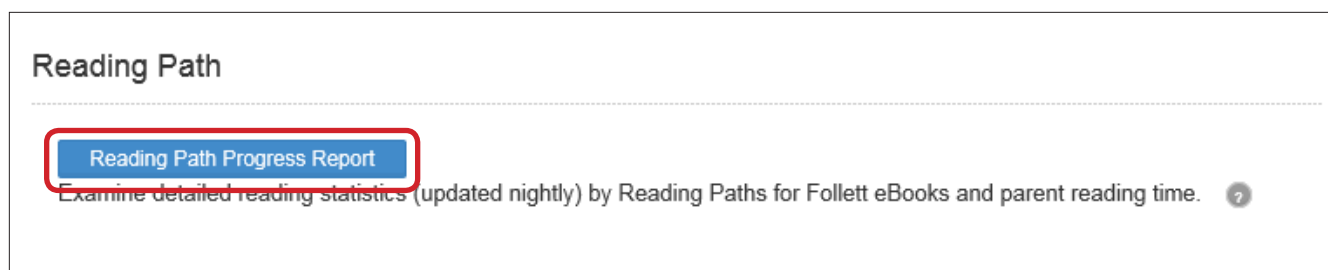 Reading Path
Reading Path Progress Report
Examine detailed reading statistics (updated nightly) by Reading Paths for Follett eBooks and parent reading time. ?